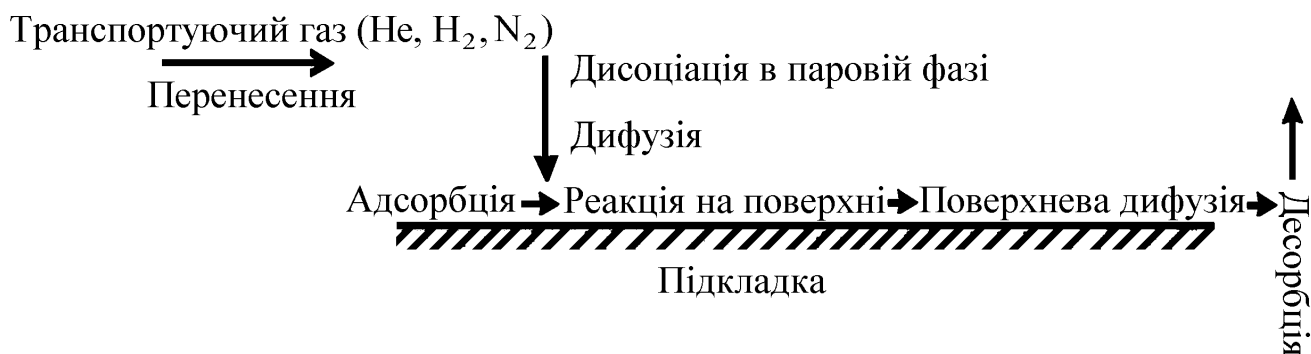 Транспортуючий газ (He, H₂, N₂)
Перенесення
Дисоціація в паровій фазі
Дифузія
Адсорбція Реакція на поверхні Поверхнева дифузія Десорбція
Підкладка